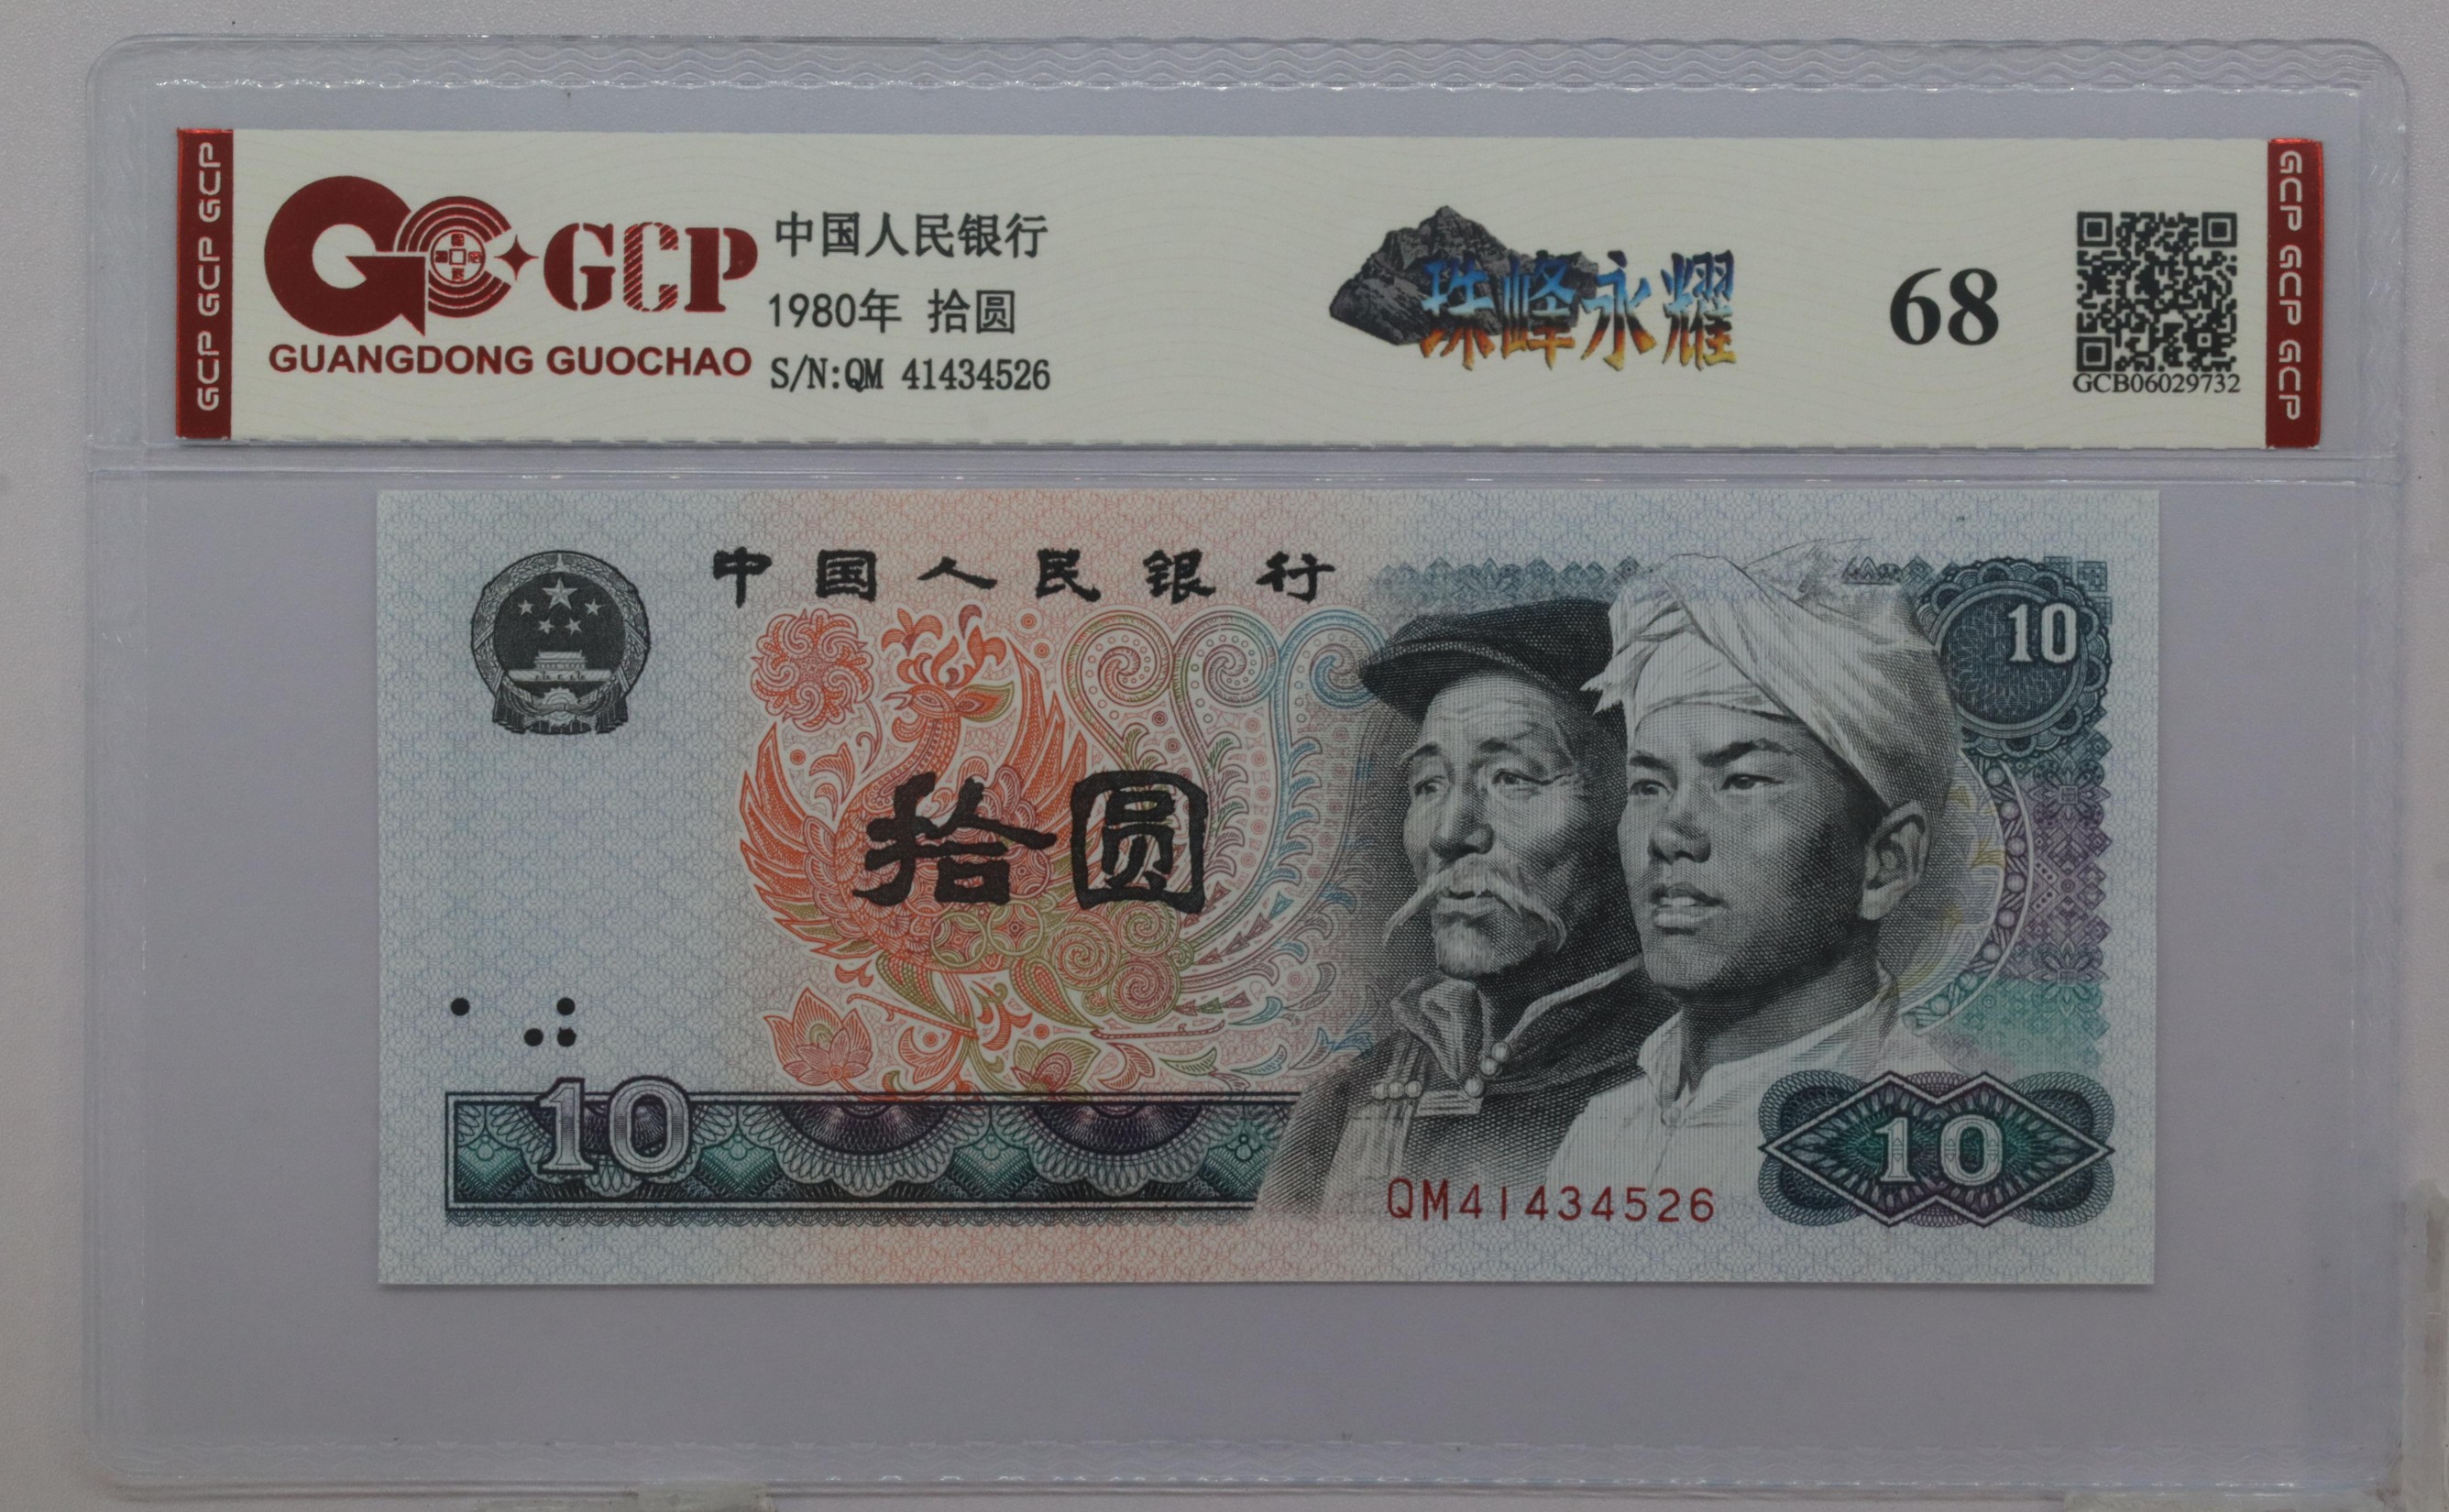 GCP GCP GCP
GCP
GUANGDONG GUOCHAO
中国人民银行
1980年 拾圆
S/N:QM 41434526
珠峰永耀
68
GCB06029732
GCP GCP GCP
中国人民银行
10
拾圆
10
QM41434526
10